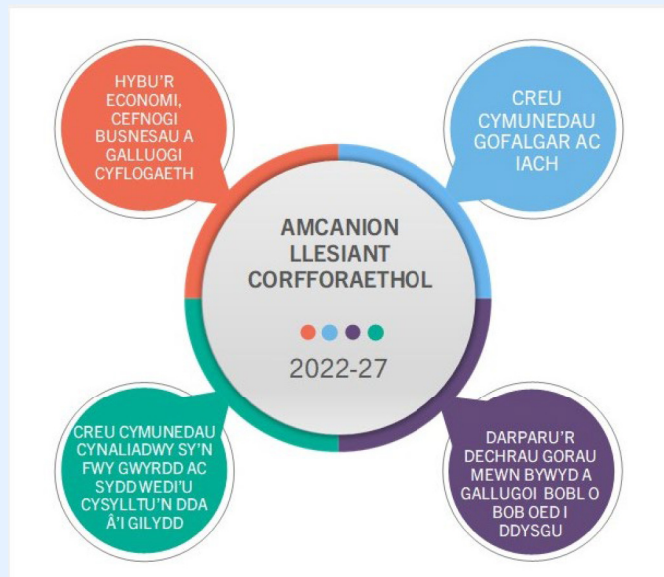 HYBU'R
ECONOMI,
CEFNOGI
BUSNESAU A
GALLUOGI
CYFLOGAETH
CREU
CYMUNEDAU
GOFALGAR AC
IACH
AMCANION
LLESIANT
CORFFORAETHOL
2022-27
CREU CYMUNEDAU
CYNALIADWY SY'N
FWY GWYRDD AC
SYDD WEDI'U
CYSYLLTU'N DDA
Â'I GILYDD
DARPARU'R
DECHRAU GORAU
MEWN BYWYD A
GALLUGOI BOBL O
BOB OED I
DDYSGU